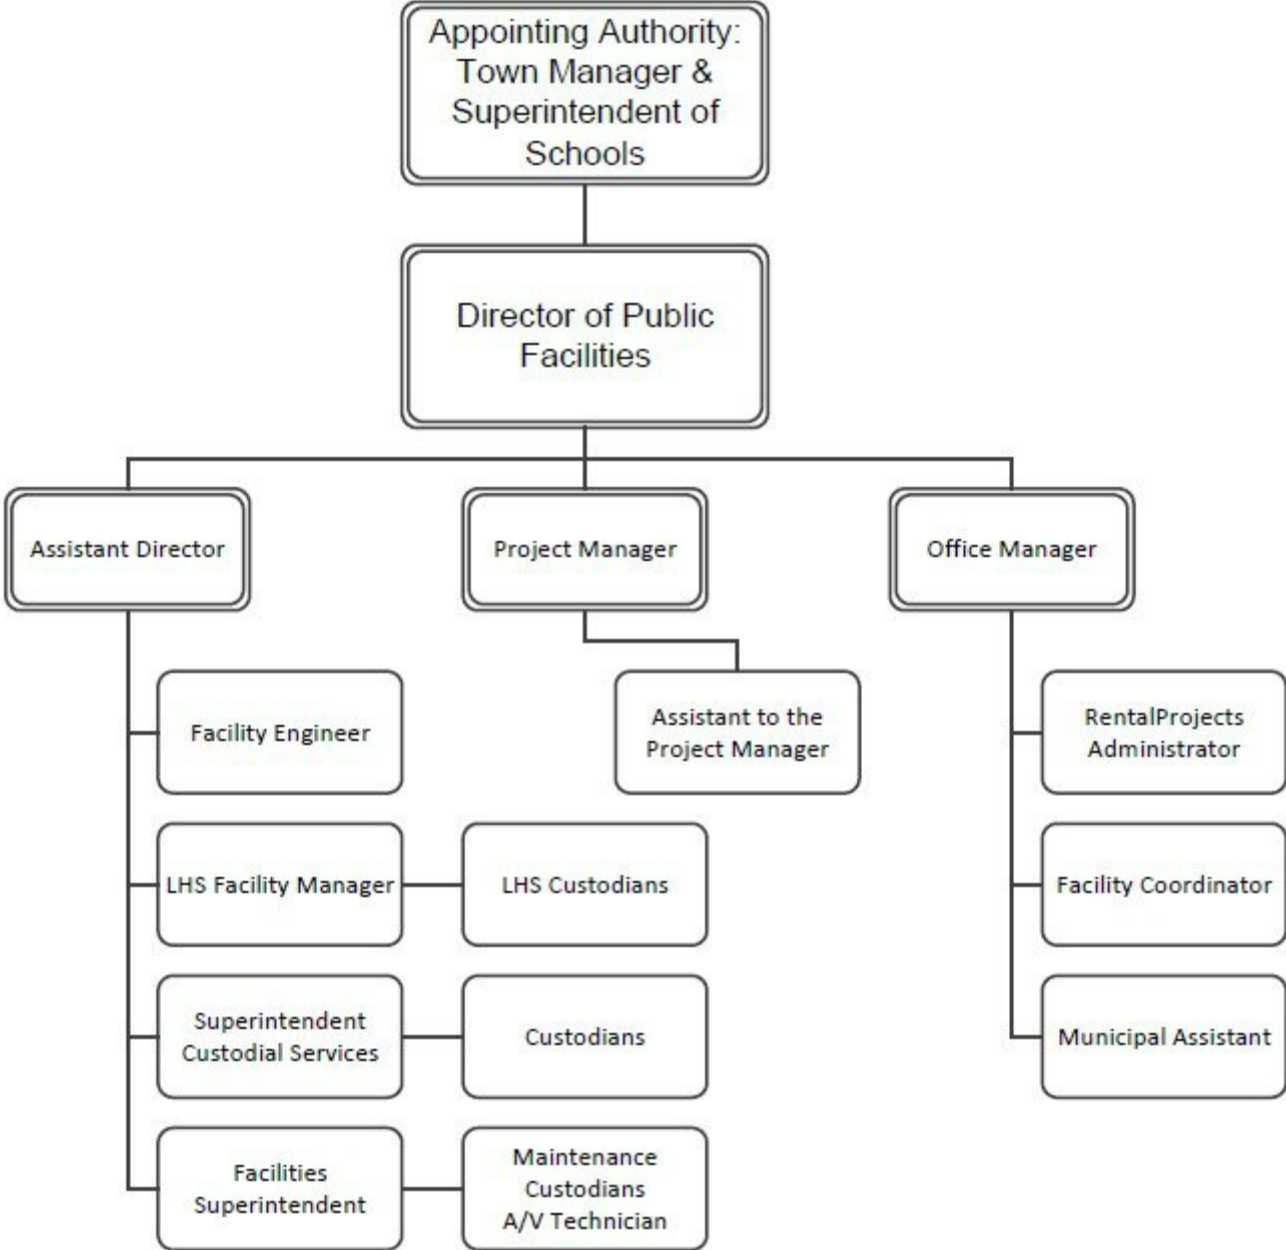 Appointing Authority:
Town Manager &
Superintendent of
Schools
Director of Public
Facilities
Assistant Director
Project Manager
Office Manager
Facility Engineer
Assistant to the
Project Manager
RentalProjects
Administrator
LHS Facility Manager
LHS Custodians
Facility Coordinator
Superintendent
Custodial Services
Custodians
Municipal Assistant
Facilities
Superintendent
Maintenance
Custodians
A/V Technician